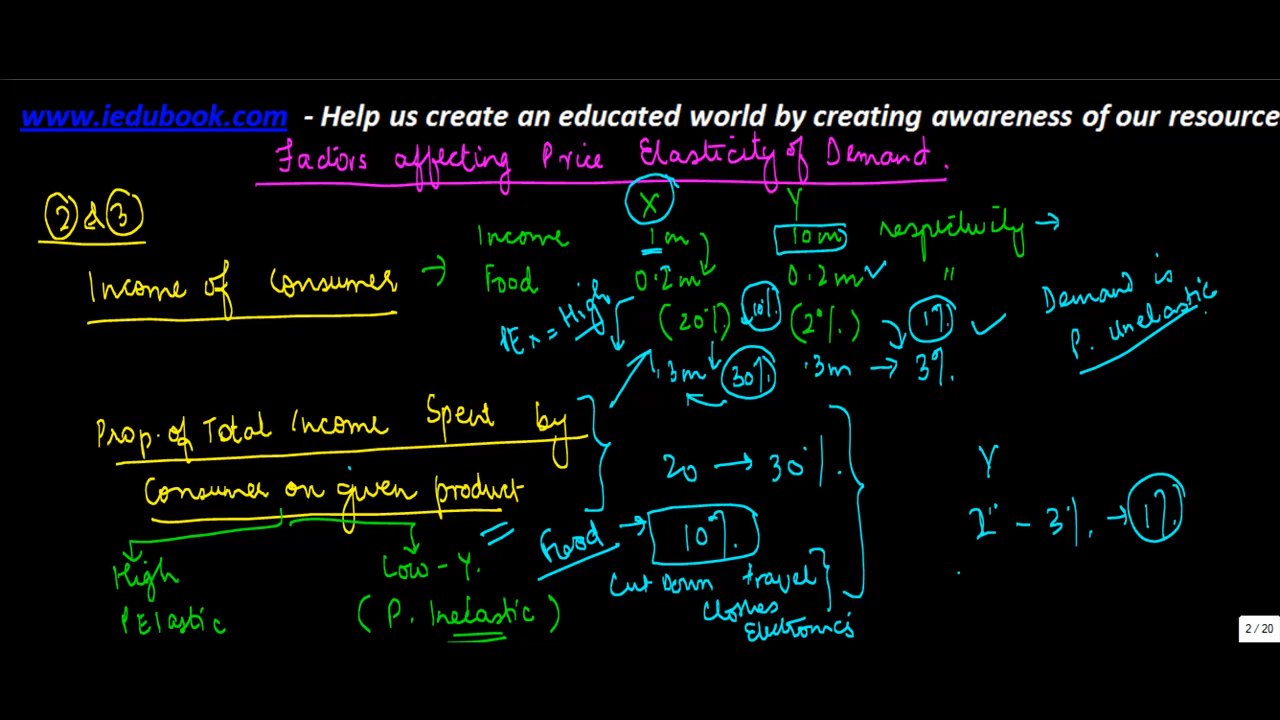 www.iedubook.com - Help us create an educated world by creating awareness of our resource
Factors affecting Price Elasticity of Demand.
2 & 3
X Y
Income 1m 10m respectivity →
Income of Consumer → Food 0.2m 0.2m ✓ "
PEx = High (20%) 10% (2%) 1% ✓ Demand is
P. Unelastic
.3m 30% .3m → 3%.
Prop. of Total Income Spent by
Consumer on given product
20 → 30%. Y
2% - 3%. → 1%
= Food → 10%.
High Low - Y. Cut Down travel
PElastic (P. Inelastic) Clothes
Electronics
2 / 20